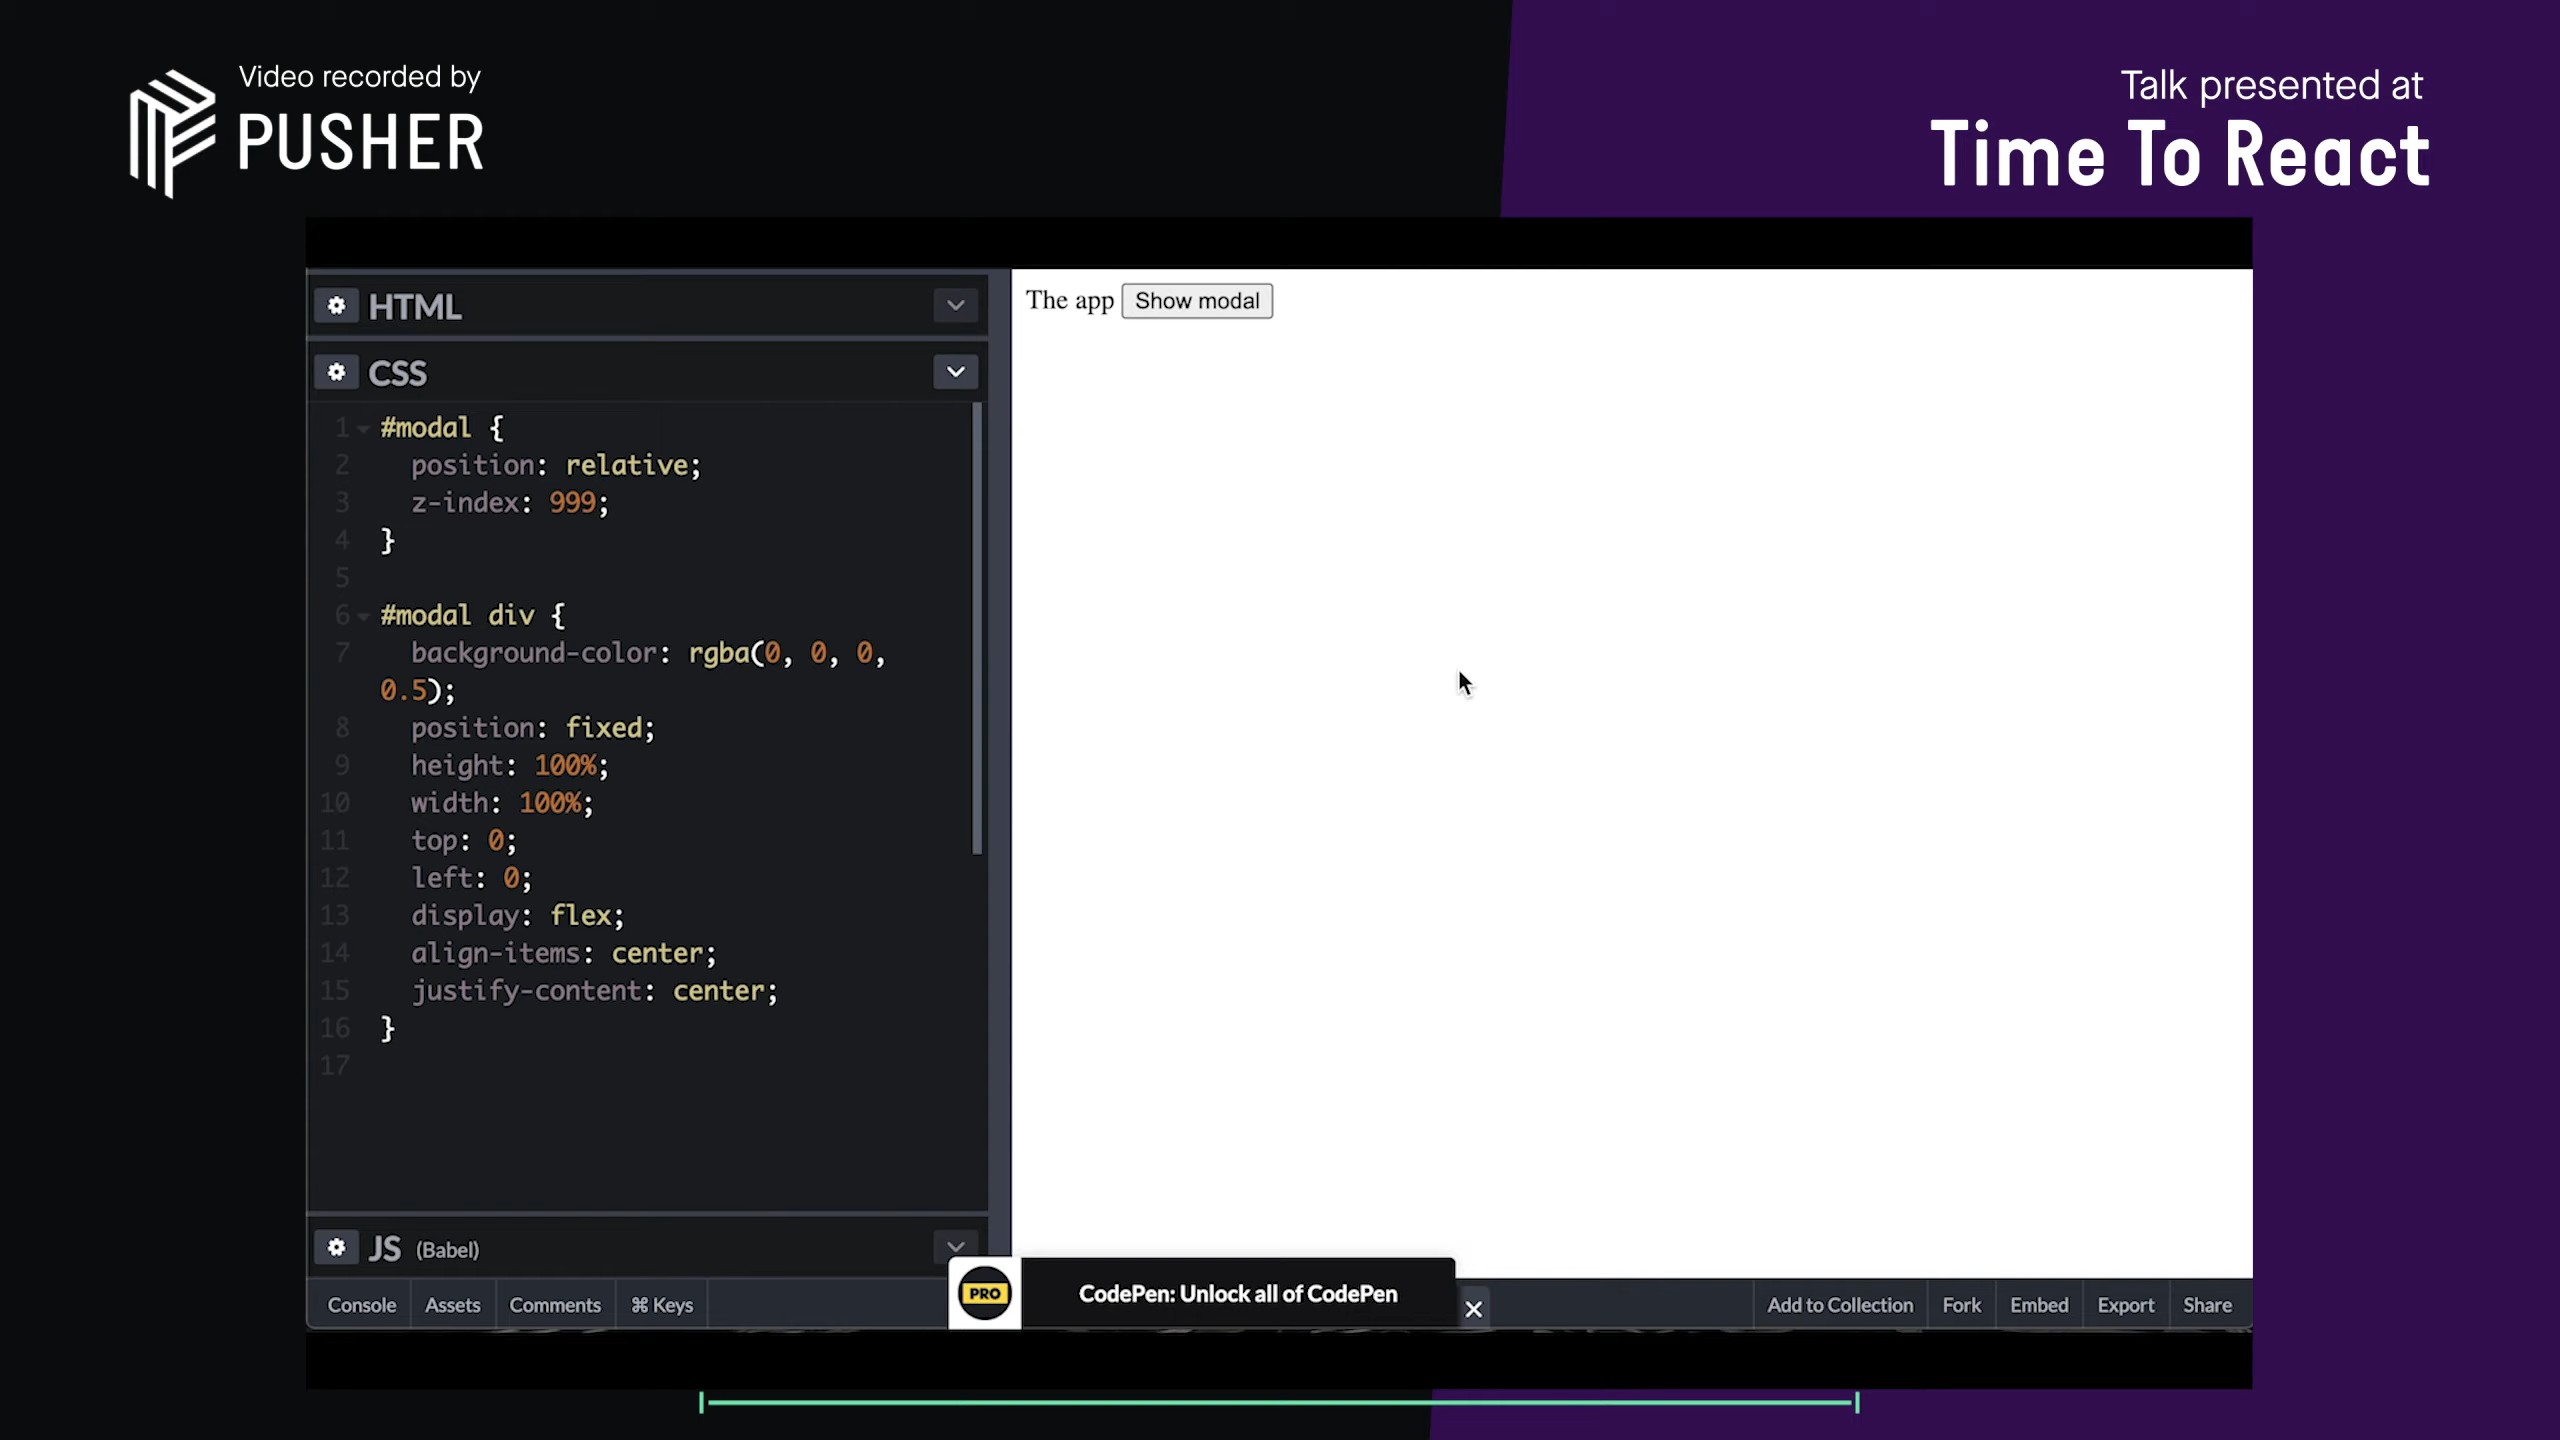 Video recorded by
PUSHER
Talk presented at
Time To React
HTML
CSS
1 #modal {
2 position: relative;
3 z-index: 999;
4 }
5
6 #modal div {
7 background-color: rgba(0, 0, 0,
0.5);
8 position: fixed;
9 height: 100%;
10 width: 100%;
11 top: 0;
12 left: 0;
13 display: flex;
14 align-items: center;
15 justify-content: center;
16 }
17
JS (Babel)
The app Show modal
Console Assets Comments ⌘ Keys
PRO CodePen: Unlock all of CodePen ×
Add to Collection Fork Embed Export Share